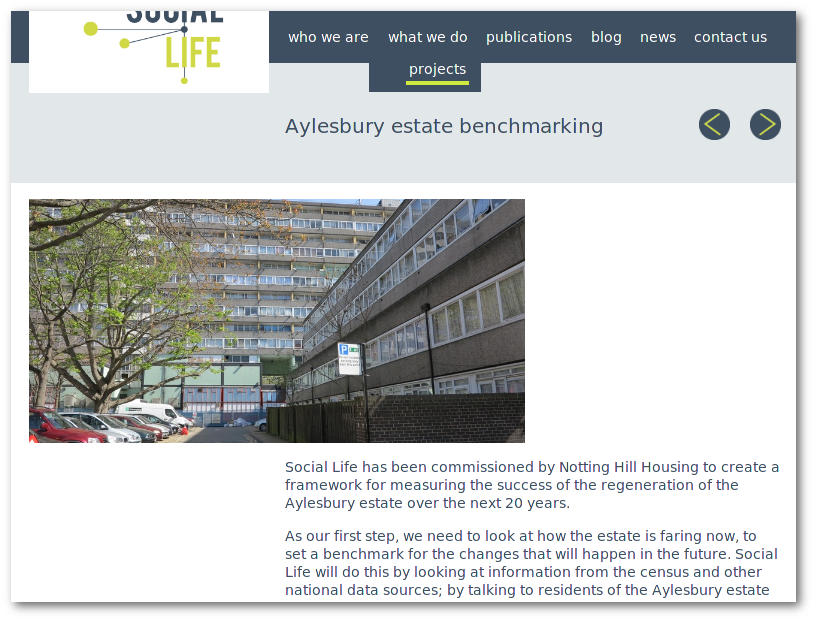 SOCIAL
LIFE
who we are what we do publications blog news contact us
projects
Aylesbury estate benchmarking
P
Social Life has been commissioned by Notting Hill Housing to create a
framework for measuring the success of the regeneration of the
Aylesbury estate over the next 20 years.
As our first step, we need to look at how the estate is faring now, to
set a benchmark for the changes that will happen in the future. Social
Life will do this by looking at information from the census and other
national data sources; by talking to residents of the Aylesbury estate